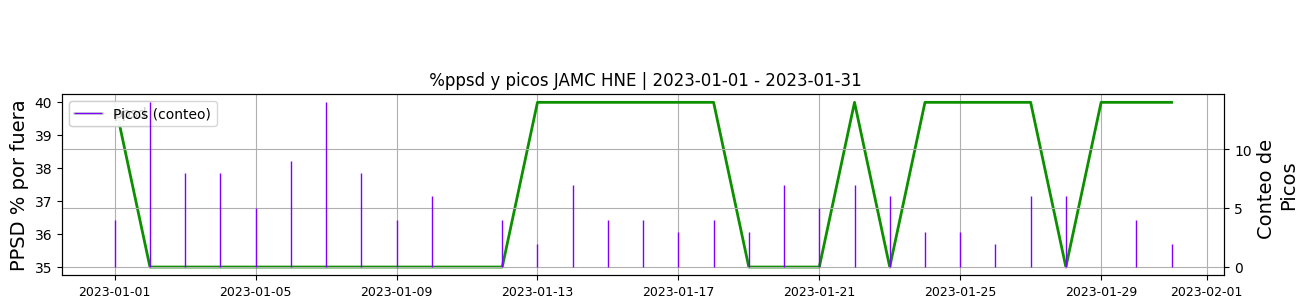 %ppsd y picos JAMC HNE | 2023-01-01 - 2023-01-31
PPSD % por fuera
40
39
38
37
36
35
Picos (conteo)
10
5
0
Conteo de
Picos
2023-01-01 2023-01-05 2023-01-09 2023-01-13 2023-01-17 2023-01-21 2023-01-25 2023-01-29 2023-02-01